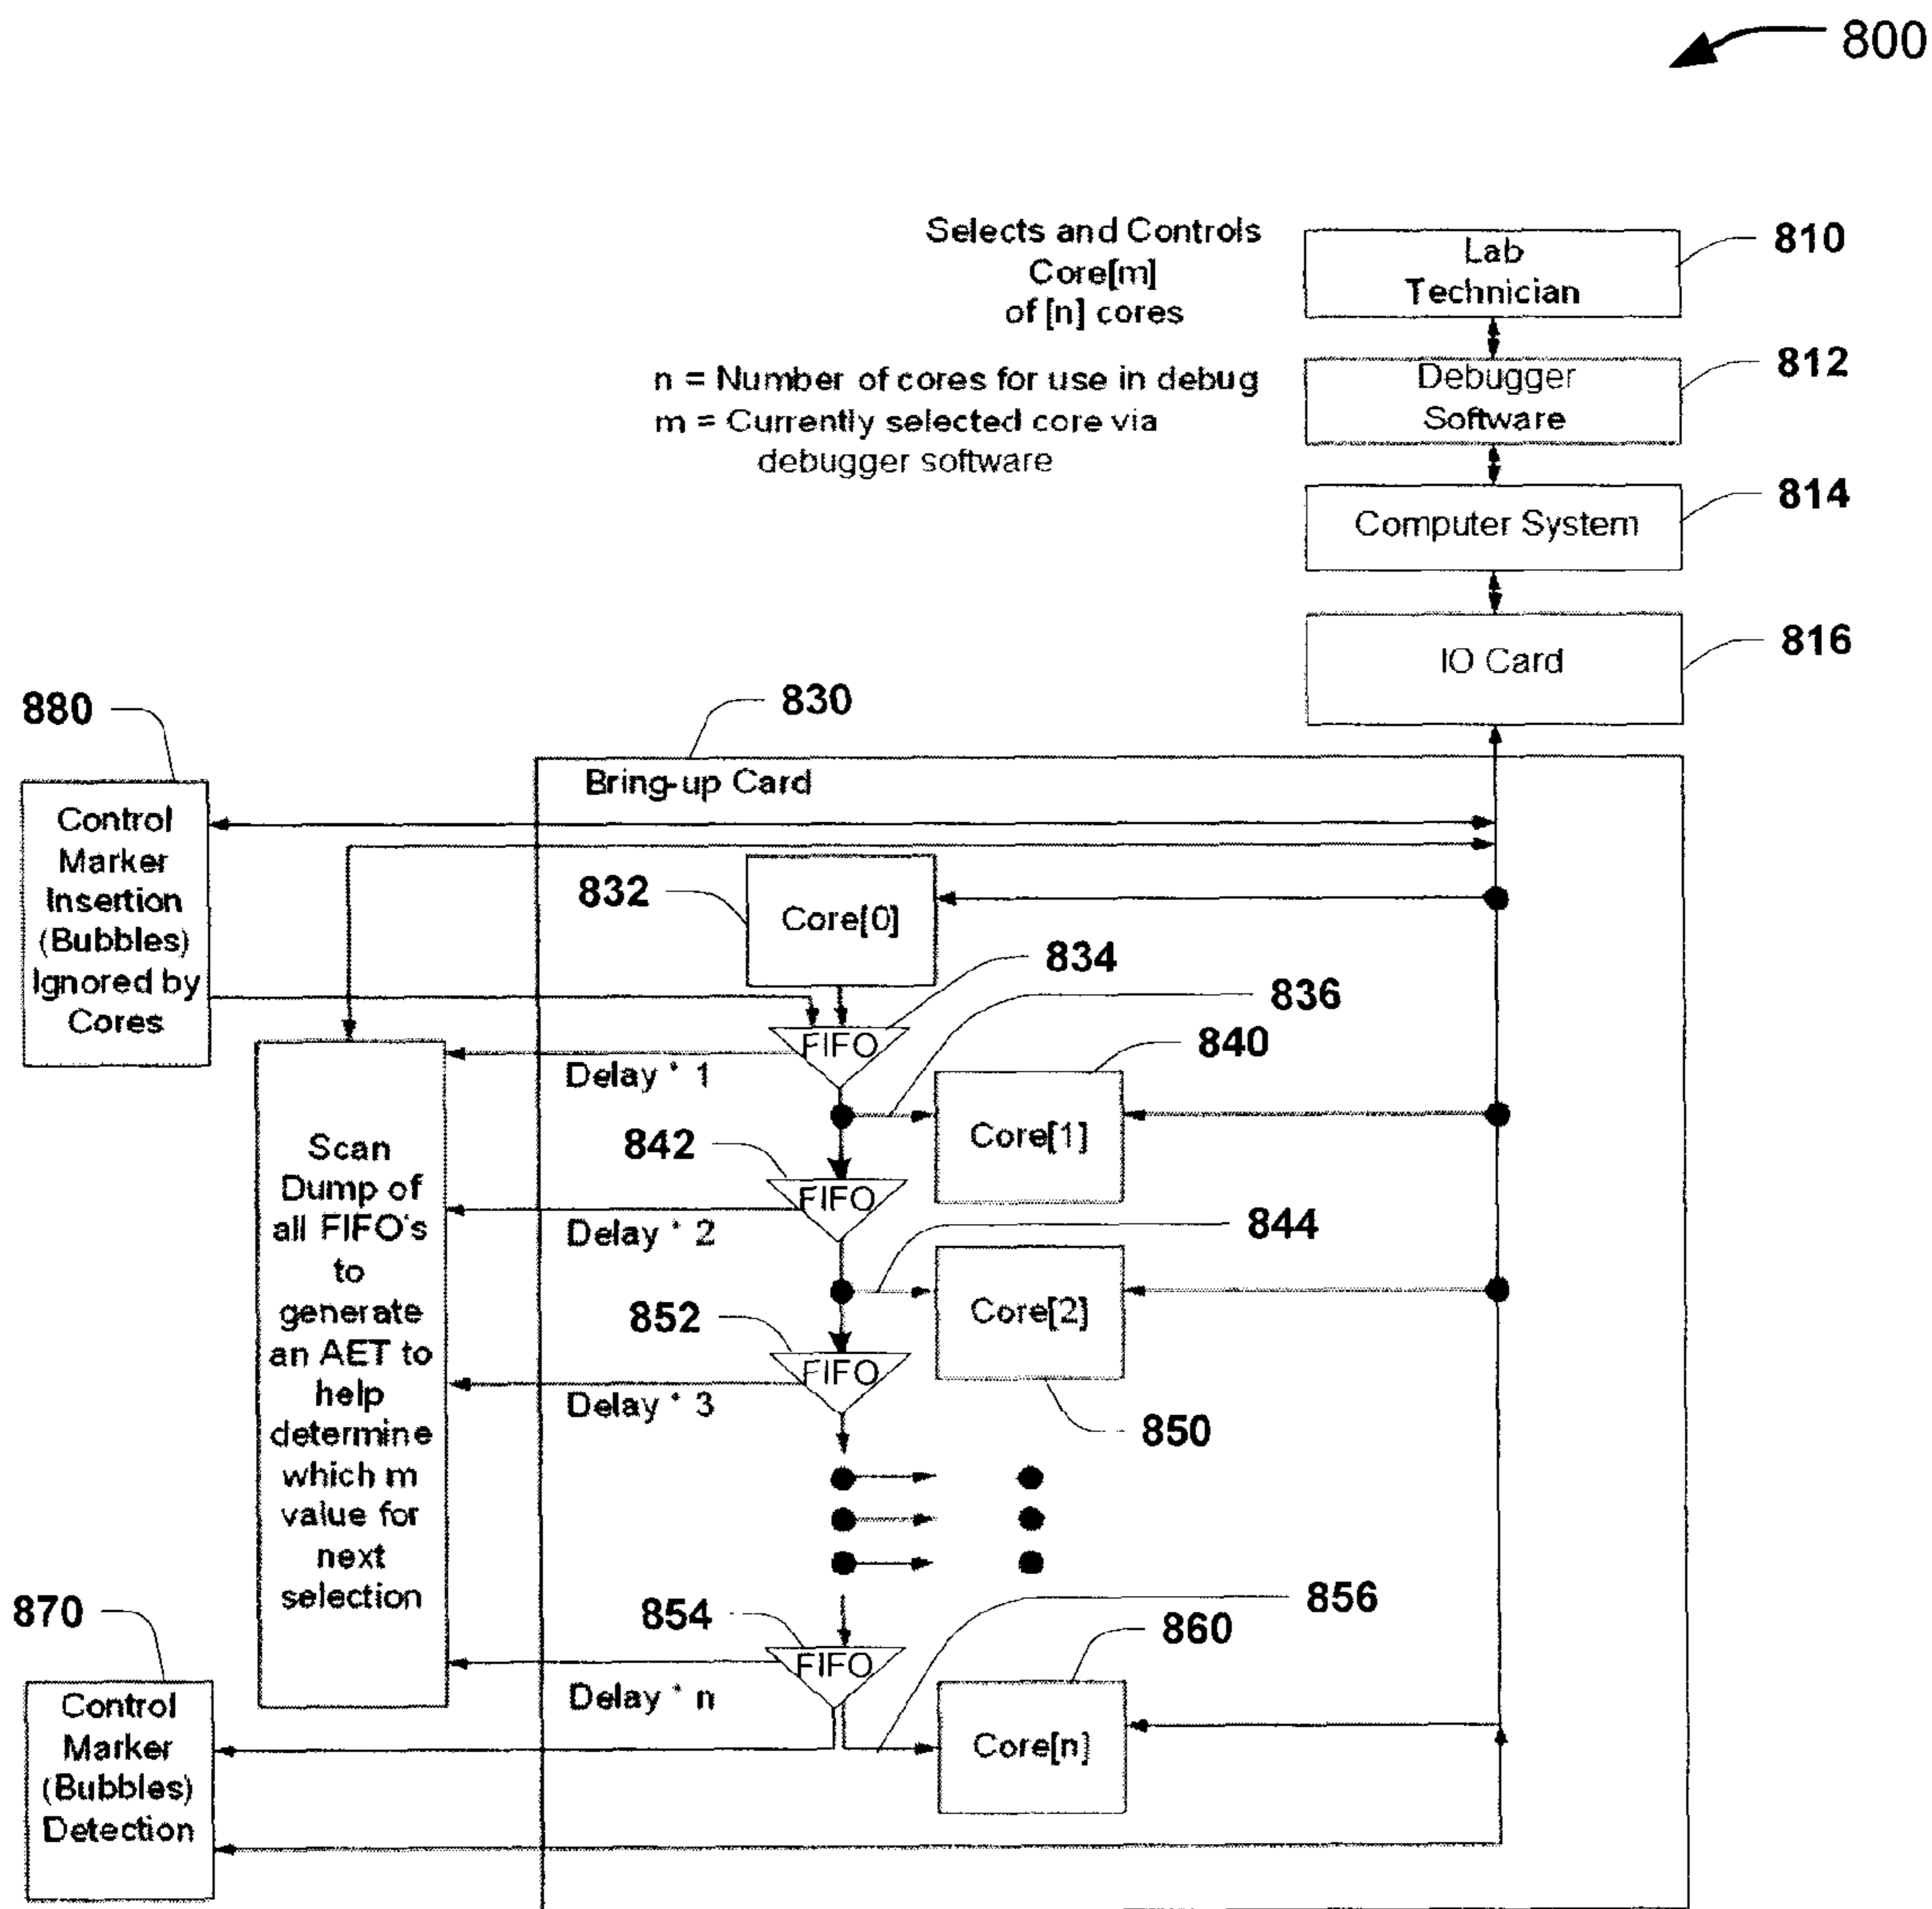 800
Selects and Controls
Core[m]
of [n] cores
n = Number of cores for use in debug
m = Currently selected core via
debugger software
Lab
Technician
810
Debugger
Software
812
Computer System
814
IO Card
816
880
830
Bring-up Card
Control
Marker
Insertion
(Bubbles)
Ignored by
Cores
832
Core[0]
834
836
FIFO
Delay * 1
840
Core[1]
842
FIFO
Delay * 2
844
Core[2]
852
FIFO
Delay * 3
850
Scan
Dump of
all FIFO's
to
generate
an AET to
help
determine
which m
value for
next
selection
854
856
860
FIFO
Delay * n
Core[n]
870
Control
Marker
(Bubbles)
Detection